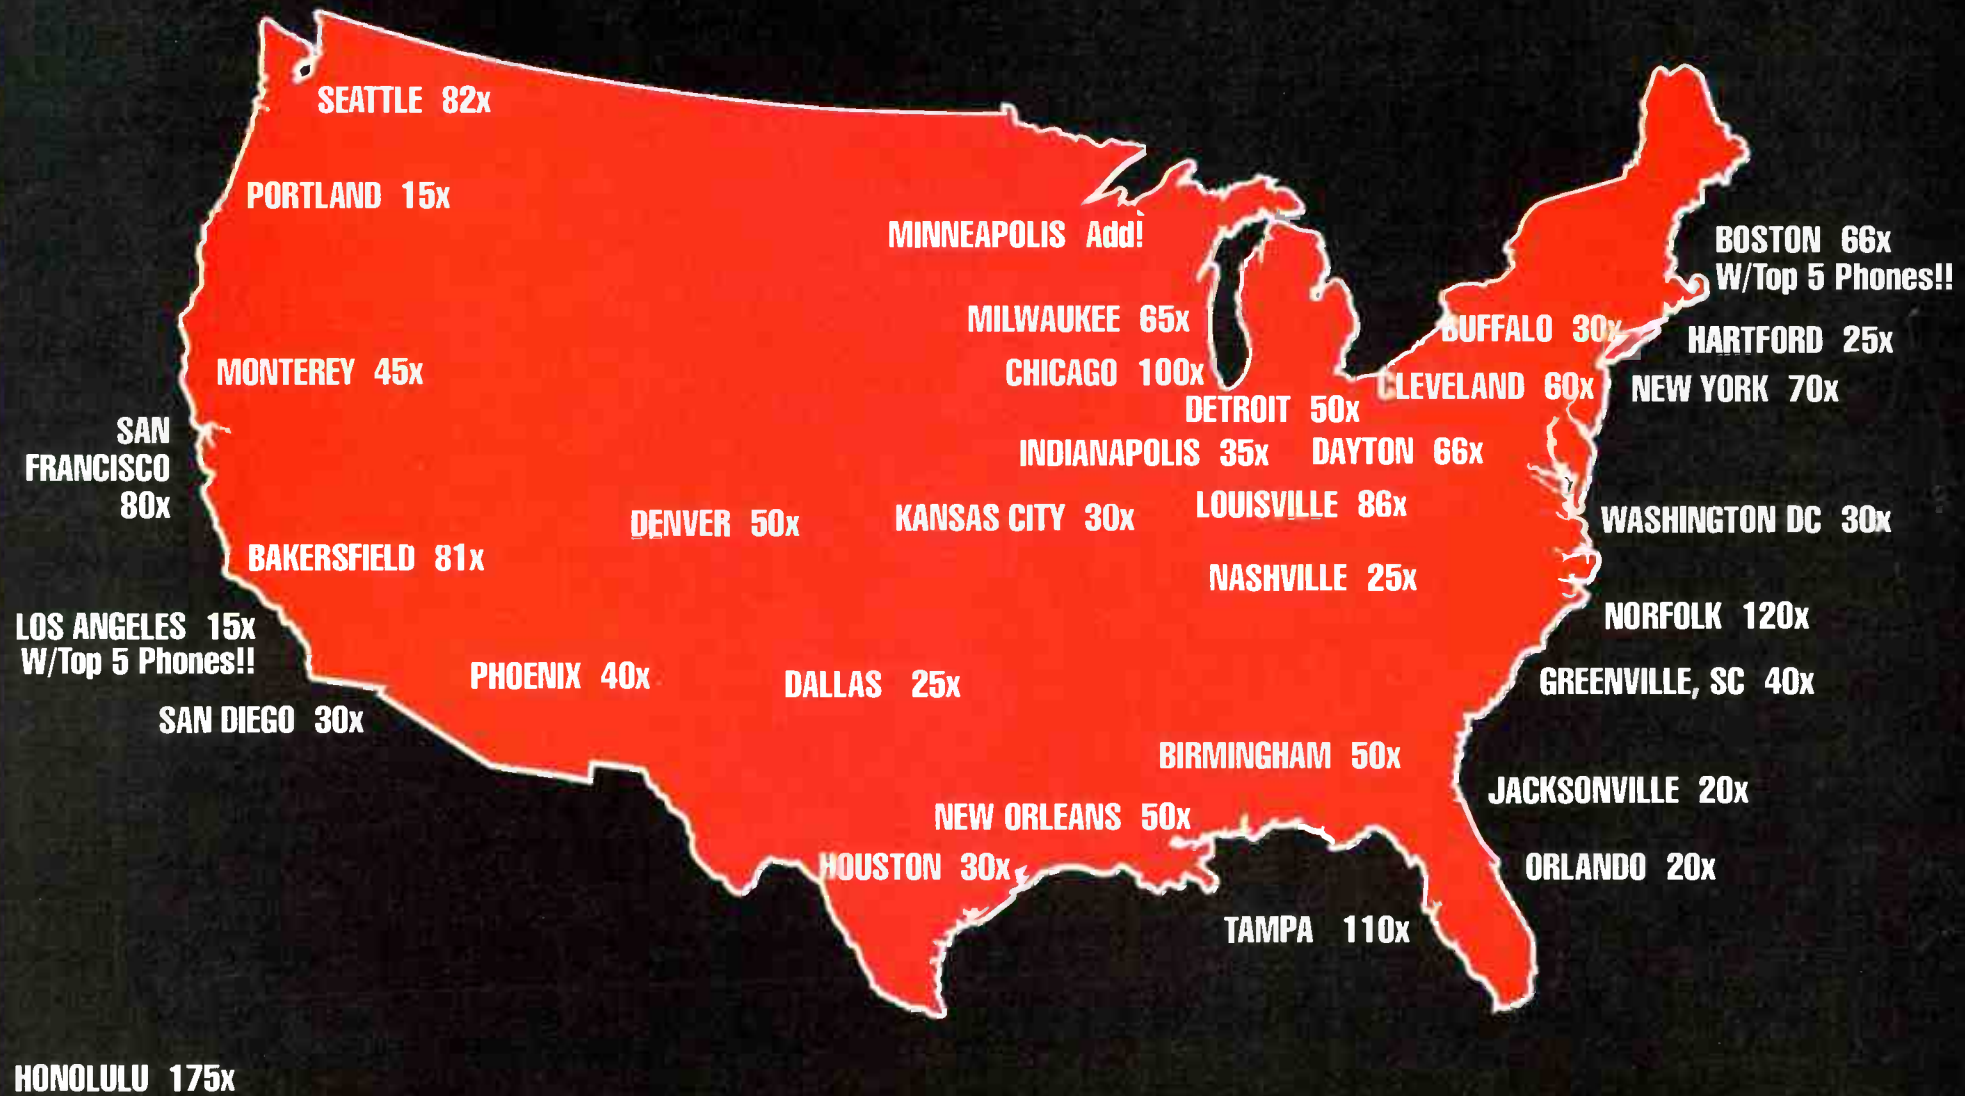 SEATTLE 82x
PORTLAND 15x
MINNEAPOLIS Add!
BOSTON 66x
W/Top 5 Phones!!
MILWAUKEE 65x
BUFFALO 30x
HARTFORD 25x
MONTEREY 45x
CHICAGO 100x
CLEVELAND 60x
NEW YORK 70x
DETROIT 50x
SAN
FRANCISCO
80x
INDIANAPOLIS 35x
DAYTON 66x
DENVER 50x
KANSAS CITY 30x
LOUISVILLE 86x
WASHINGTON DC 30x
BAKERSFIELD 81x
NASHVILLE 25x
LOS ANGELES 15x
W/Top 5 Phones!!
NORFOLK 120x
PHOENIX 40x
DALLAS 25x
GREENVILLE, SC 40x
SAN DIEGO 30x
BIRMINGHAM 50x
JACKSONVILLE 20x
NEW ORLEANS 50x
HOUSTON 30x
ORLANDO 20x
TAMPA 110x
HONOLULU 175x